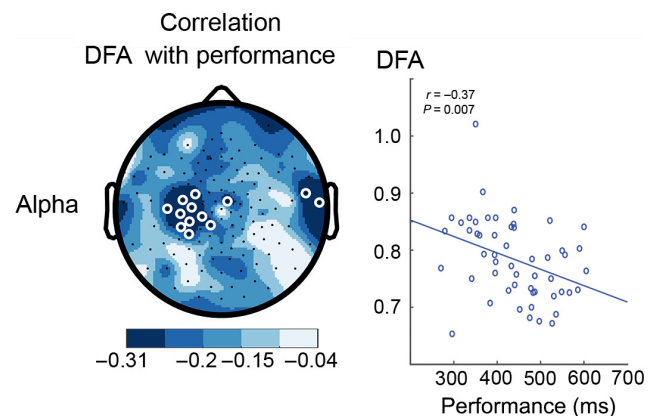 Correlation
DFA with performance
Alpha
−0.31 −0.2 −0.15 −0.04
DFA
r = −0.37
P = 0.007
1.0
0.9
0.8
0.7
300 400 500 600 700
Performance (ms)